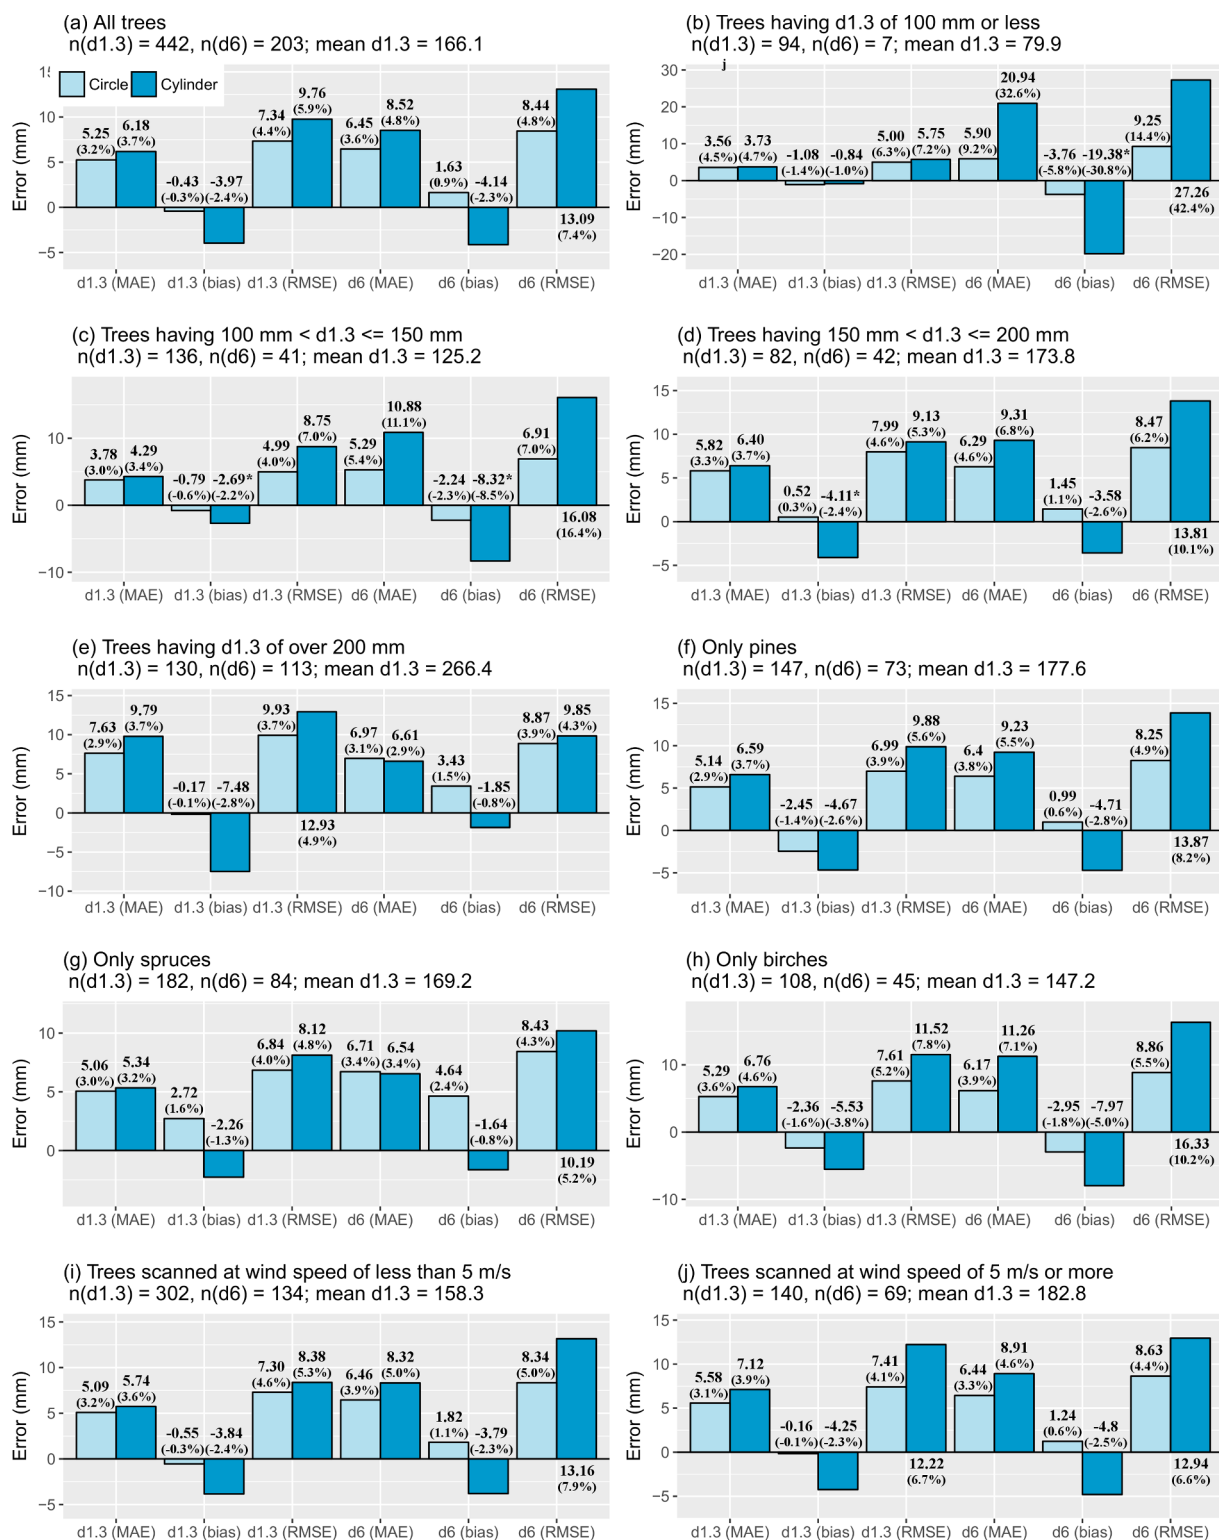 (a) All trees
n(d1.3) = 442, n(d6) = 203; mean d1.3 = 166.1
Circle Cylinder
Error (mm)
10
5
0
−5
5.25 (3.2%) 6.18 (3.7%)
-0.43 (-0.3%) -3.97 (-2.4%)
7.34 (4.4%) 9.76 (5.9%)
6.45 (3.6%) 8.52 (4.8%)
1.63 (0.9%) -4.14 (-2.3%)
8.44 (4.8%) 13.09 (7.4%)
d1.3 (MAE) d1.3 (bias) d1.3 (RMSE) d6 (MAE) d6 (bias) d6 (RMSE)
(b) Trees having d1.3 of 100 mm or less
n(d1.3) = 94, n(d6) = 7; mean d1.3 = 79.9
j
Error (mm)
30
20
10
0
−10
−20
3.56 (4.5%) 3.73 (4.7%)
-1.08 (-1.4%) -0.84 (-1.0%)
5.00 (6.3%) 5.75 (7.2%)
5.90 (9.2%) 20.94 (32.6%)
-3.76 (-5.8%) -19.38* (-30.8%)
9.25 (14.4%) 27.26 (42.4%)
d1.3 (MAE) d1.3 (bias) d1.3 (RMSE) d6 (MAE) d6 (bias) d6 (RMSE)
(c) Trees having 100 mm < d1.3 <= 150 mm
n(d1.3) = 136, n(d6) = 41; mean d1.3 = 125.2
Error (mm)
10
0
−10
3.78 (3.0%) 4.29 (3.4%)
-0.79 (-0.6%) -2.69* (-2.2%)
4.99 (4.0%) 8.75 (7.0%)
5.29 (5.4%) 10.88 (11.1%)
-2.24 (-2.3%) -8.32* (-8.5%)
6.91 (7.0%) 16.08 (16.4%)
d1.3 (MAE) d1.3 (bias) d1.3 (RMSE) d6 (MAE) d6 (bias) d6 (RMSE)
(d) Trees having 150 mm < d1.3 <= 200 mm
n(d1.3) = 82, n(d6) = 42; mean d1.3 = 173.8
Error (mm)
15
10
5
0
−5
5.82 (3.3%) 6.40 (3.7%)
0.52 (0.3%) -4.11* (-2.4%)
7.99 (4.6%) 9.13 (5.3%)
6.29 (4.6%) 9.31 (6.8%)
1.45 (1.1%) -3.58 (-2.6%)
8.47 (6.2%) 13.81 (10.1%)
d1.3 (MAE) d1.3 (bias) d1.3 (RMSE) d6 (MAE) d6 (bias) d6 (RMSE)
(e) Trees having d1.3 of over 200 mm
n(d1.3) = 130, n(d6) = 113; mean d1.3 = 266.4
Error (mm)
15
10
5
0
−5
−10
7.63 (2.9%) 9.79 (3.7%)
-0.17 (-0.1%) -7.48 (-2.8%)
9.93 (3.7%) 12.93 (4.9%)
6.97 (3.1%) 6.61 (2.9%)
3.43 (1.5%) -1.85 (-0.8%)
8.87 (3.9%) 9.85 (4.3%)
d1.3 (MAE) d1.3 (bias) d1.3 (RMSE) d6 (MAE) d6 (bias) d6 (RMSE)
(f) Only pines
n(d1.3) = 147, n(d6) = 73; mean d1.3 = 177.6
Error (mm)
15
10
5
0
−5
5.14 (2.9%) 6.59 (3.7%)
-2.45 (-1.4%) -4.67 (-2.6%)
6.99 (3.9%) 9.88 (5.6%)
6.4 (3.8%) 9.23 (5.5%)
0.99 (0.6%) -4.71 (-2.8%)
8.25 (4.9%) 13.87 (8.2%)
d1.3 (MAE) d1.3 (bias) d1.3 (RMSE) d6 (MAE) d6 (bias) d6 (RMSE)
(g) Only spruces
n(d1.3) = 182, n(d6) = 84; mean d1.3 = 169.2
Error (mm)
10
5
0
5.06 (3.0%) 5.34 (3.2%)
2.72 (1.6%) -2.26 (-1.3%)
6.84 (4.0%) 8.12 (4.8%)
6.71 (3.4%) 6.54 (3.4%)
4.64 (2.4%) -1.64 (-0.8%)
8.43 (4.3%) 10.19 (5.2%)
d1.3 (MAE) d1.3 (bias) d1.3 (RMSE) d6 (MAE) d6 (bias) d6 (RMSE)
(h) Only birches
n(d1.3) = 108, n(d6) = 45; mean d1.3 = 147.2
Error (mm)
10
0
−10
5.29 (3.6%) 6.76 (4.6%)
-2.36 (-1.6%) -5.53 (-3.8%)
7.61 (5.2%) 11.52 (7.8%)
6.17 (3.9%) 11.26 (7.1%)
-2.95 (-1.8%) -7.97 (-5.0%)
8.86 (5.5%) 16.33 (10.2%)
d1.3 (MAE) d1.3 (bias) d1.3 (RMSE) d6 (MAE) d6 (bias) d6 (RMSE)
(i) Trees scanned at wind speed of less than 5 m/s
n(d1.3) = 302, n(d6) = 134; mean d1.3 = 158.3
Error (mm)
15
10
5
0
−5
5.09 (3.2%) 5.74 (3.6%)
-0.55 (-0.3%) -3.84 (-2.4%)
7.30 (4.6%) 8.38 (5.3%)
6.46 (3.9%) 8.32 (5.0%)
1.82 (1.1%) -3.79 (-2.3%)
8.34 (5.0%) 13.16 (7.9%)
d1.3 (MAE) d1.3 (bias) d1.3 (RMSE) d6 (MAE) d6 (bias) d6 (RMSE)
(j) Trees scanned at wind speed of 5 m/s or more
n(d1.3) = 140, n(d6) = 69; mean d1.3 = 182.8
Error (mm)
15
10
5
0
−5
5.58 (3.1%) 7.12 (3.9%)
-0.16 (-0.1%) -4.25 (-2.3%)
7.41 (4.1%) 12.22 (6.7%)
6.44 (3.3%) 8.91 (4.6%)
1.24 (0.6%) -4.8 (-2.5%)
8.63 (4.4%) 12.94 (6.6%)
d1.3 (MAE) d1.3 (bias) d1.3 (RMSE) d6 (MAE) d6 (bias) d6 (RMSE)